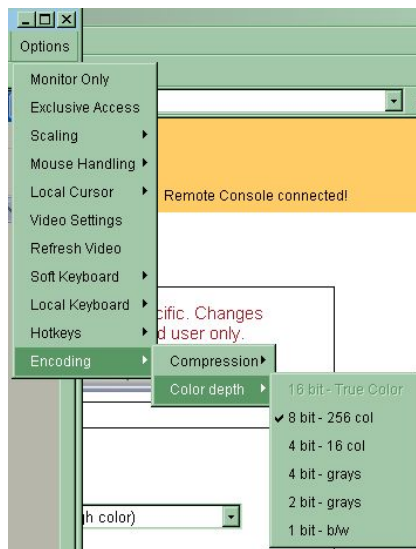 Options
Monitor Only
Exclusive Access
Scaling
Mouse Handling
Local Cursor
Remote Console connected!
Video Settings
Refresh Video
Soft Keyboard
Local Keyboard
cific. Changes
Hotkeys
d user only.
Encoding
Compression
Color depth
16 bit - True Color
8 bit - 256 col
4 bit - 16 col
4 bit - grays
2 bit - grays
1 bit - b/w
gh color)